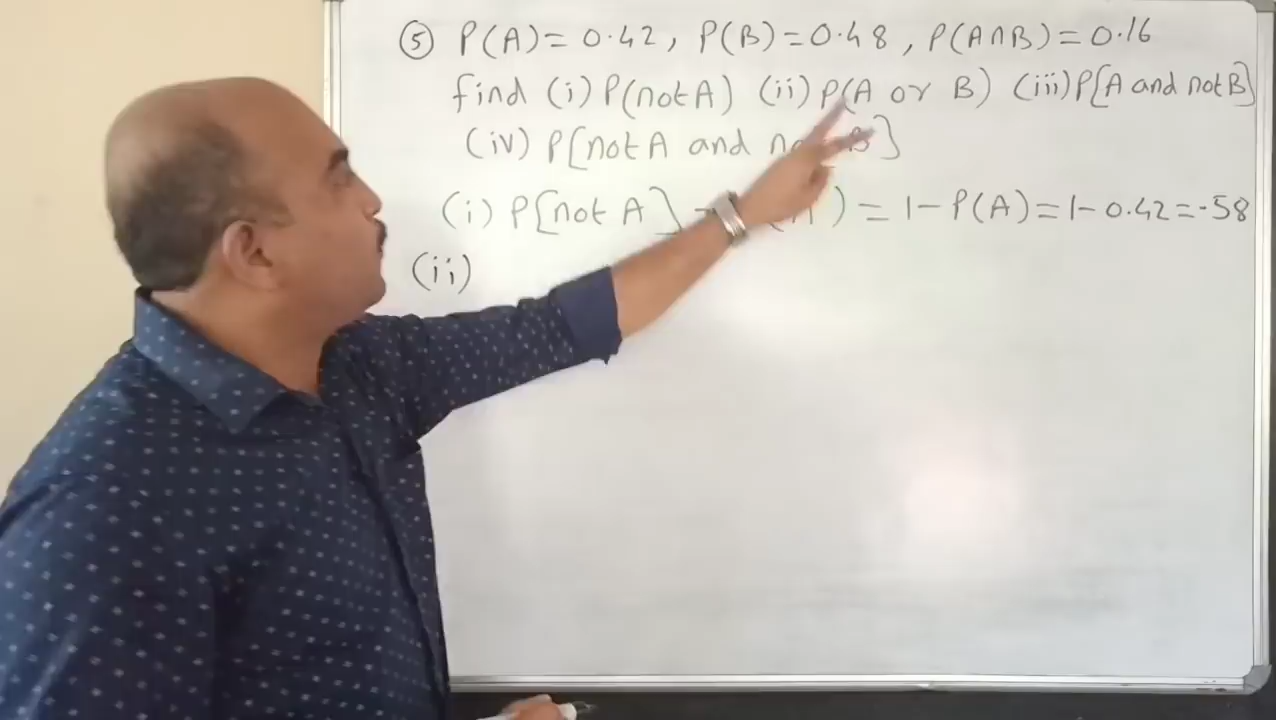 ⑤ P(A)= 0.42, P(B)=0.48, P(A∩B)=0.16
find (i) P(not A) (ii) P(A or B) (iii) P[A and not B]
(iv) P[not A and B]
(i) P[not A] ) = 1- P(A)= 1- 0.42=.58
(ii)